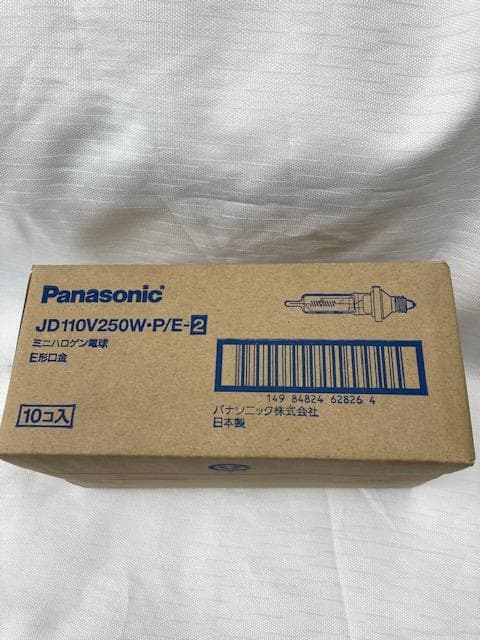 Panasonic
JD110V250W・P/E-2
ミニハロゲン電球
E形口金
10コ入
149 84824 62826 4
パナソニック株式会社
日本製